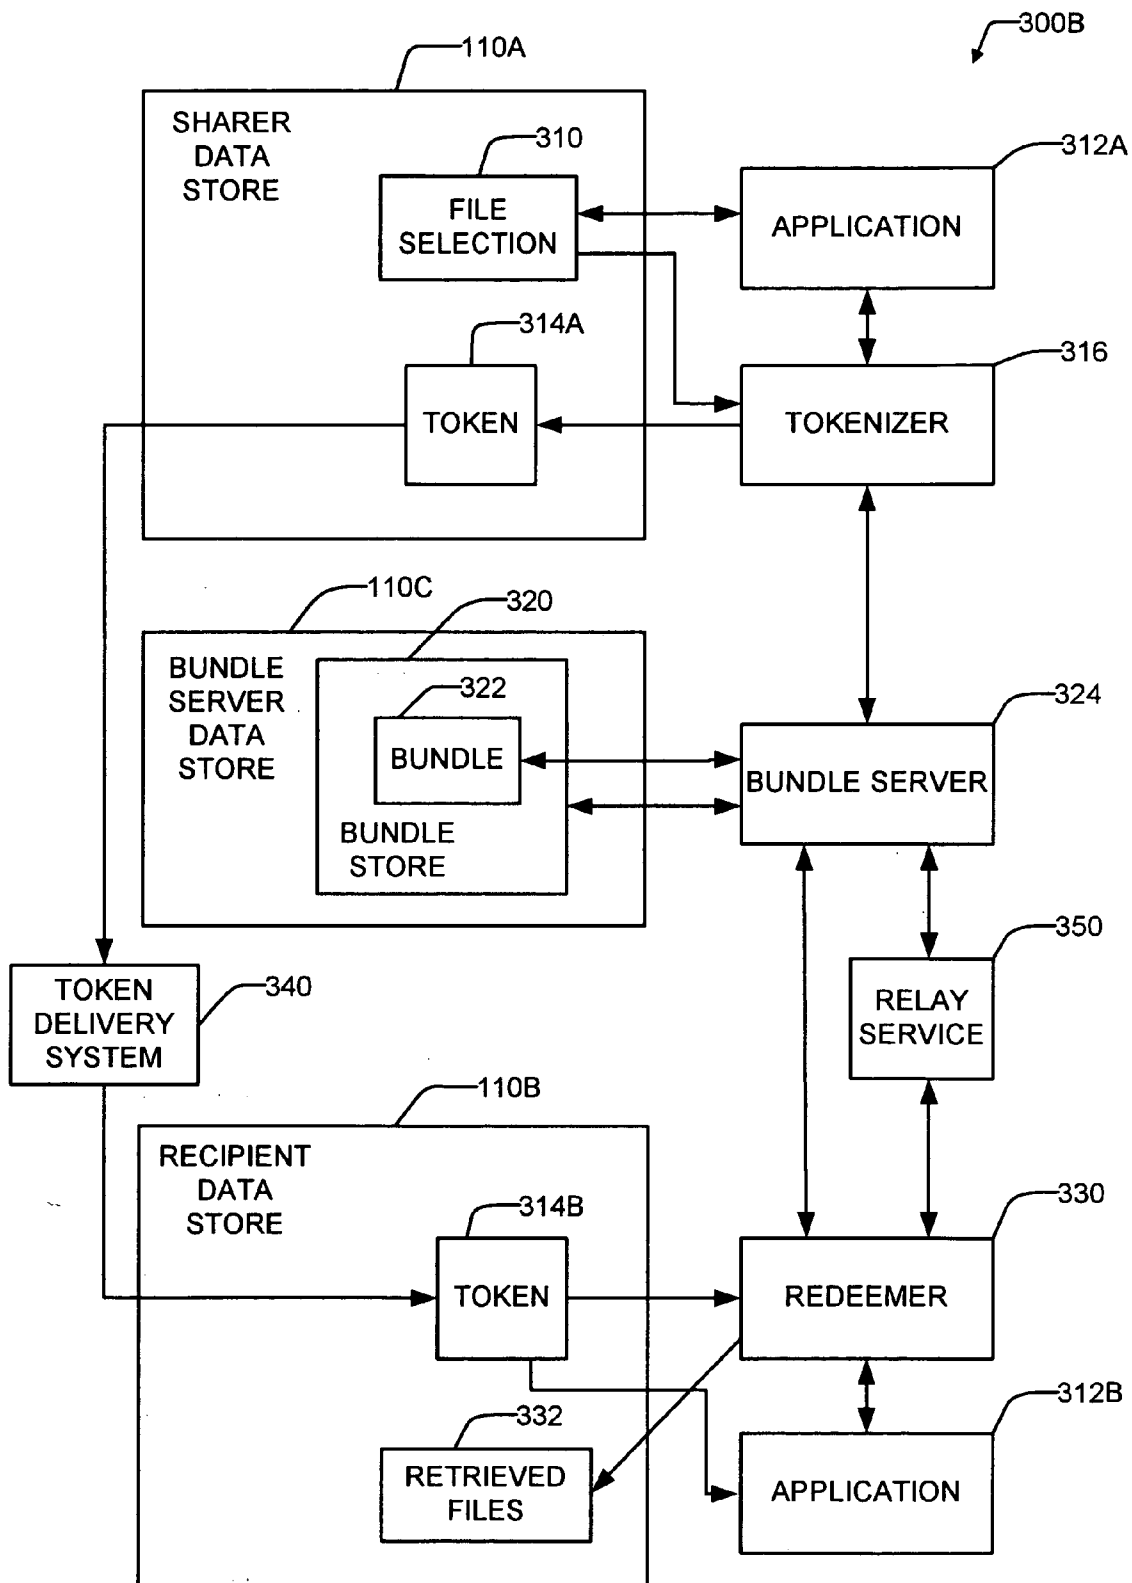 300B
110A
SHARER
DATA
STORE
310
FILE
SELECTION
312A
APPLICATION
314A
TOKEN
316
TOKENIZER
110C
BUNDLE
SERVER
DATA
STORE
320
322
BUNDLE
BUNDLE
STORE
324
BUNDLE SERVER
350
RELAY
SERVICE
TOKEN
DELIVERY
SYSTEM
340
110B
RECIPIENT
DATA
STORE
314B
TOKEN
330
REDEEMER
332
RETRIEVED
FILES
312B
APPLICATION